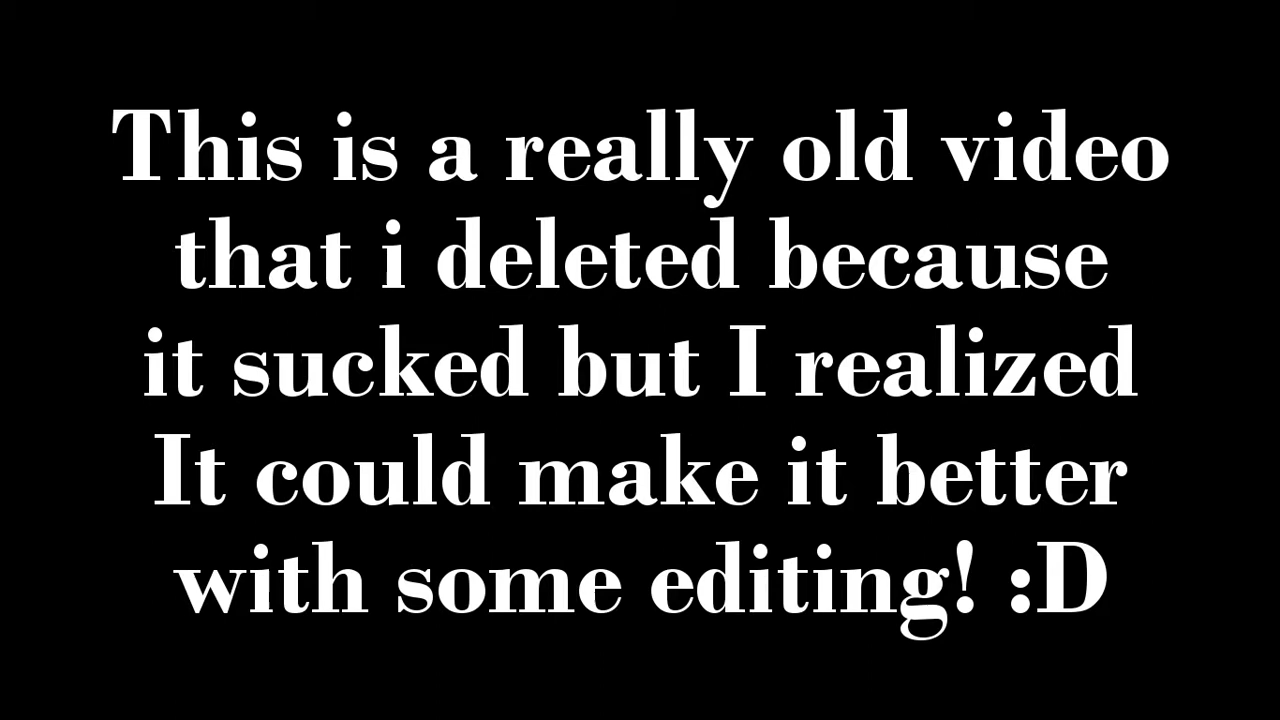 This is a really old video
that i deleted because
it sucked but I realized
It could make it better
with some editing! :D